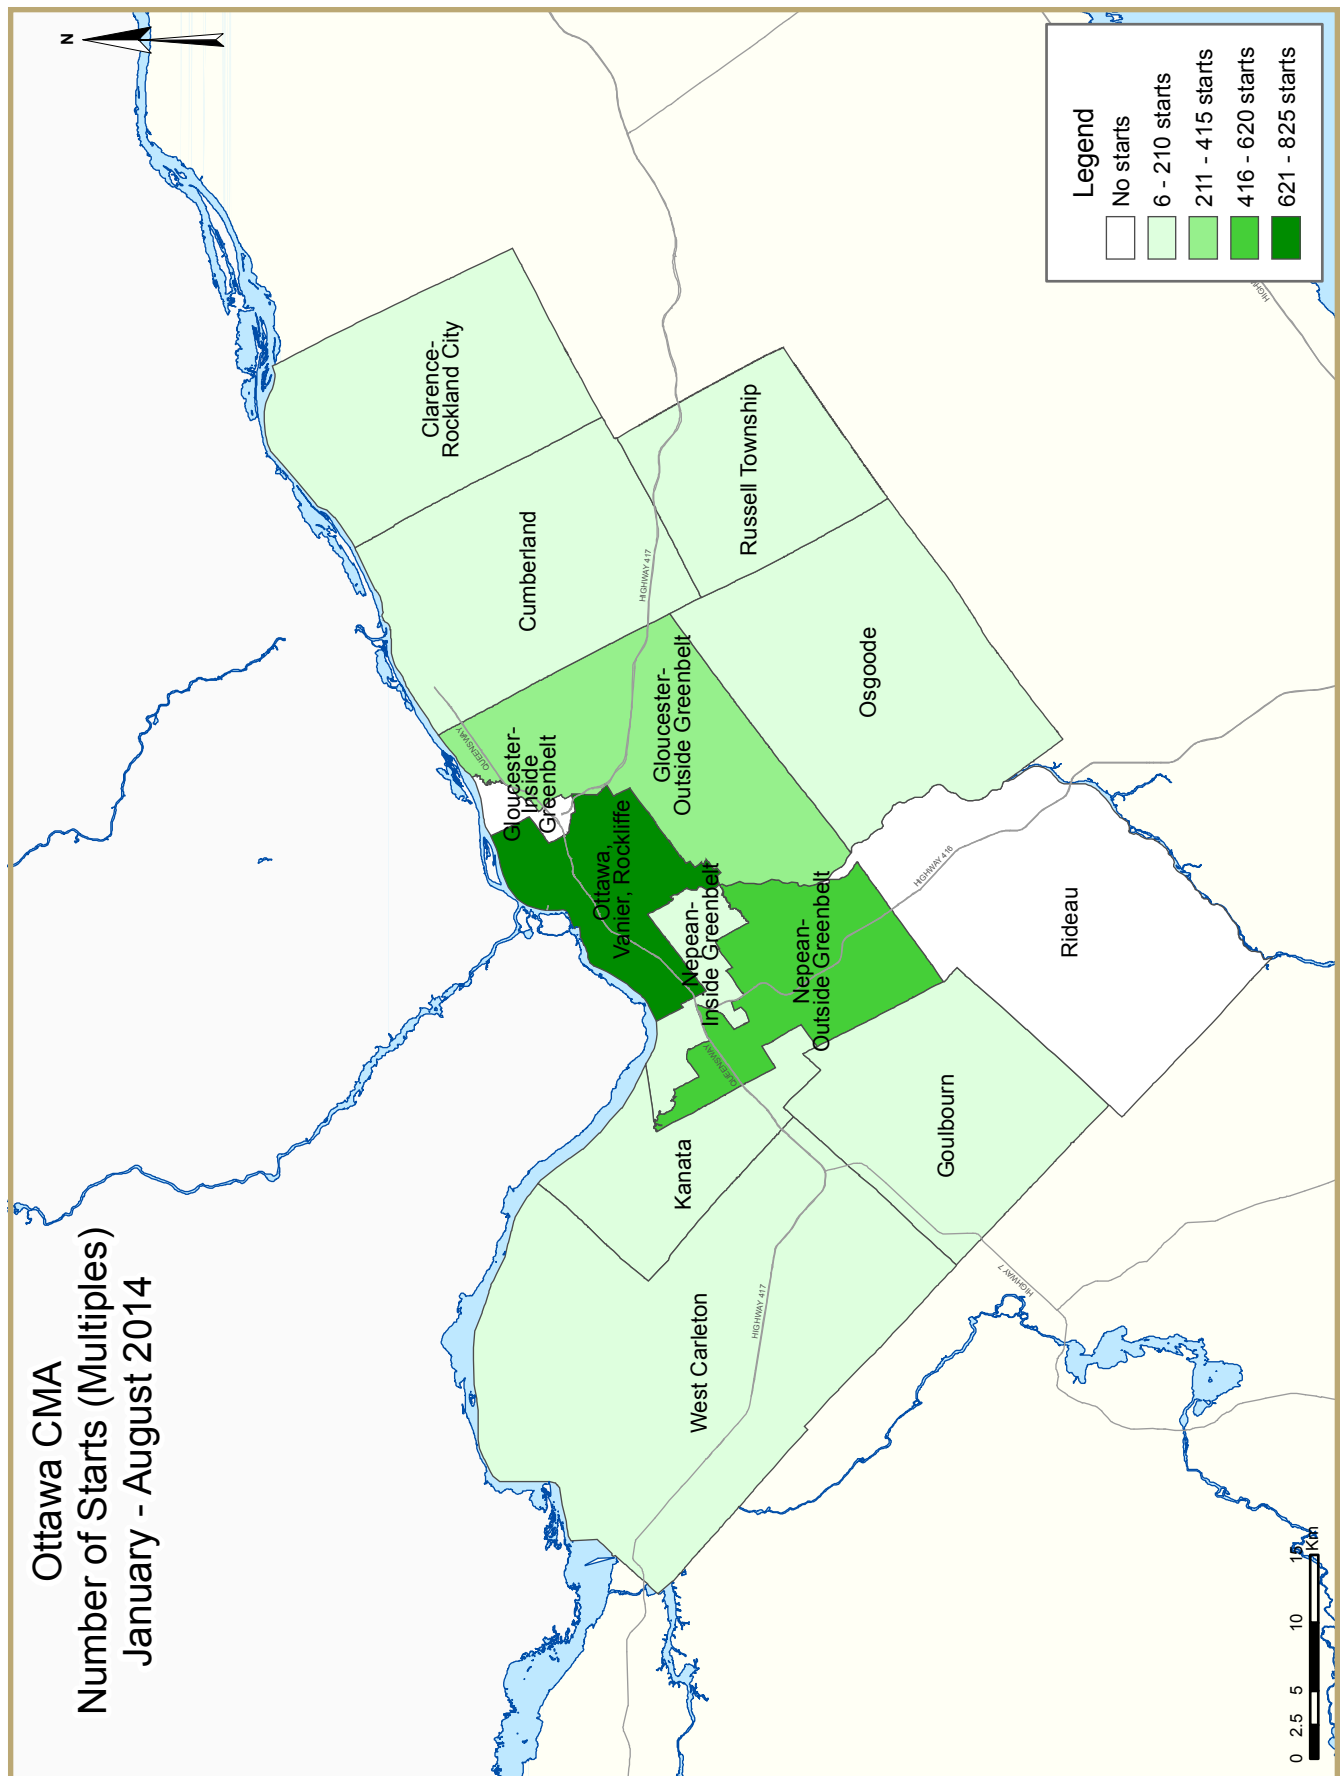 Ottawa CMA
Number of Starts (Multiples)
January - August 2014
N
Clarence-
Rockland City
Cumberland
Russell Township
HIGHWAY 417
QUEENSWAY
Gloucester-
Inside
Greenbelt
Gloucester-
Outside Greenbelt
Osgoode
Ottawa,
Vanier, Rockliffe
Nepean-
Inside Greenbelt
Nepean-
Outside Greenbelt
HIGHWAY 416
Rideau
QUEENSWAY
Kanata
Goulbourn
West Carleton
HIGHWAY 417
HIGHWAY 7
Legend
No starts
6 - 210 starts
211 - 415 starts
416 - 620 starts
621 - 825 starts
0 2.5 5 10 15
Km